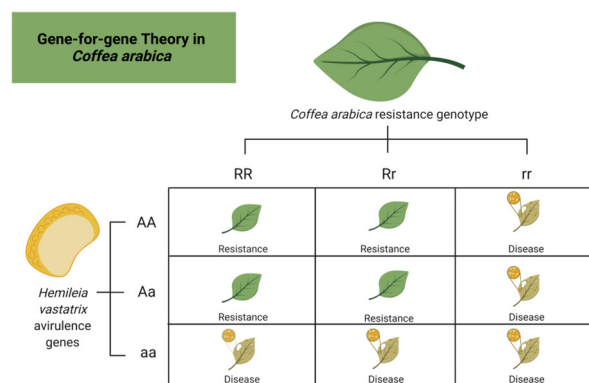 Gene-for-gene Theory in
Coffea arabica
Coffea arabica resistance genotype
RR Rr rr
AA
Resistance Resistance Disease
Hemileia
vastatrix
avirulence
genes
Aa
Resistance Resistance Disease
aa
Disease Disease Disease